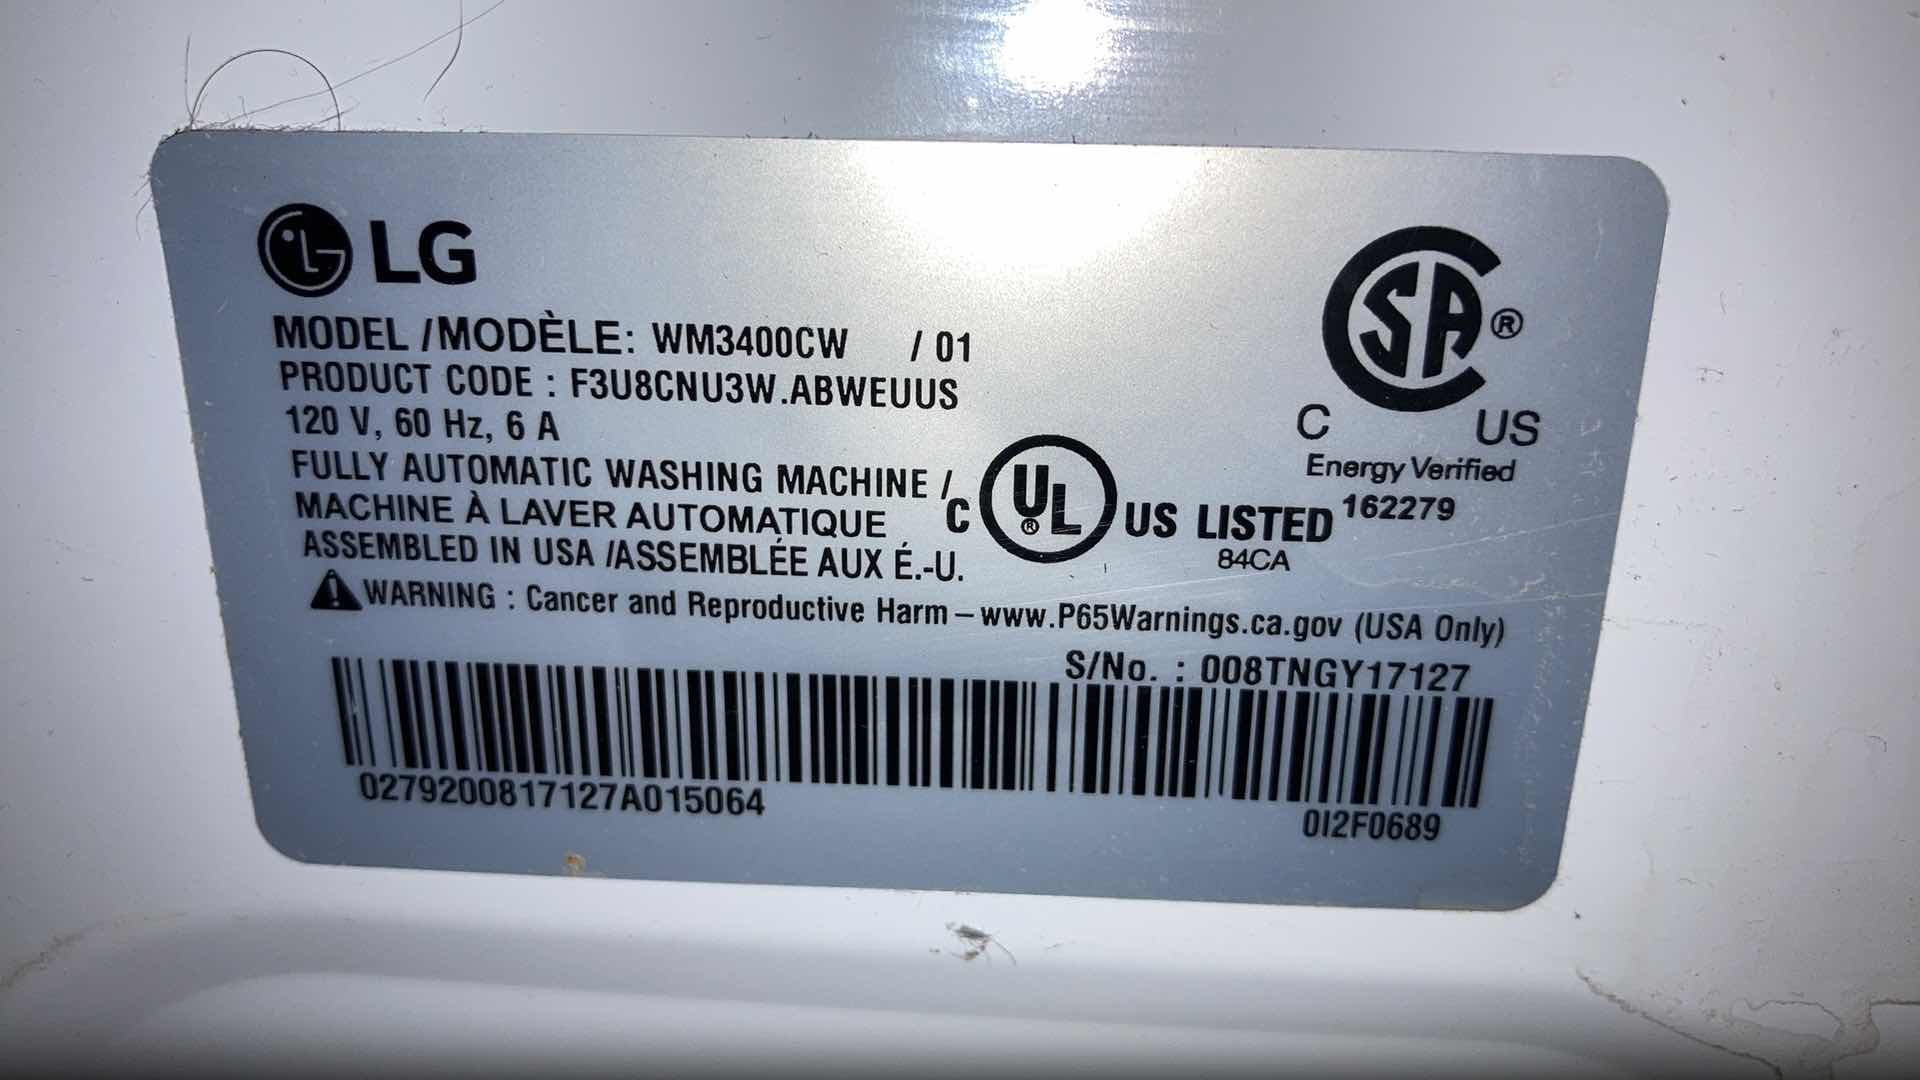 LG
MODEL /MODÈLE: WM3400CW / 01
PRODUCT CODE : F3U8CNU3W.ABWEUUS
120 V, 60 Hz, 6 A
FULLY AUTOMATIC WASHING MACHINE /
MACHINE À LAVER AUTOMATIQUE
ASSEMBLED IN USA /ASSEMBLÉE AUX É.-U.
C UL ® US LISTED
84CA
CSA ®
C US
Energy Verified
162279
WARNING : Cancer and Reproductive Harm – www.P65Warnings.ca.gov (USA Only)
S/No. : 008TNGY17127
0279200817127A015064
0I2F0689